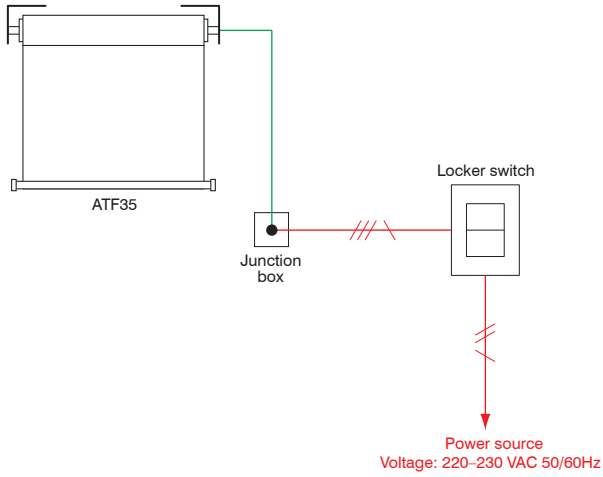 ATF35
Locker switch
Junction
box
Power source
Voltage: 220–230 VAC 50/60Hz